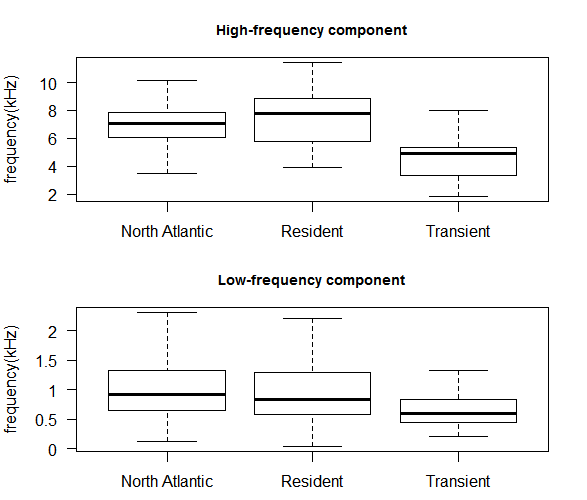 High-frequency component
frequency(kHz)
10
8
6
4
2
North Atlantic Resident Transient
Low-frequency component
frequency(kHz)
2
1.5
1
0.5
0
North Atlantic Resident Transient